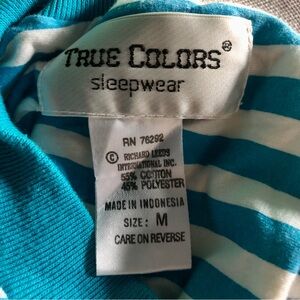 TRUE COLORS®
sleepwear
RN 76292
© RICHARD LEEDS
INTERNATIONAL INC.
55% COTTON
45% POLYESTER
MADE IN INDONESIA
SIZE: M
CARE ON REVERSE